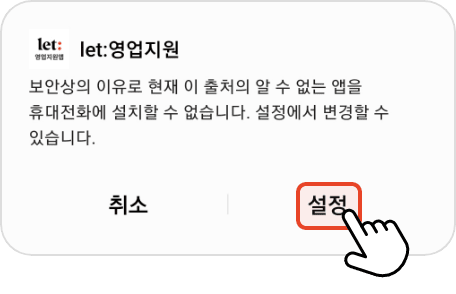 let:
영업지원앱
let:영업지원
보안상의 이유로 현재 이 출처의 알 수 없는 앱을
휴대전화에 설치할 수 없습니다. 설정에서 변경할 수
있습니다.
취소
설정